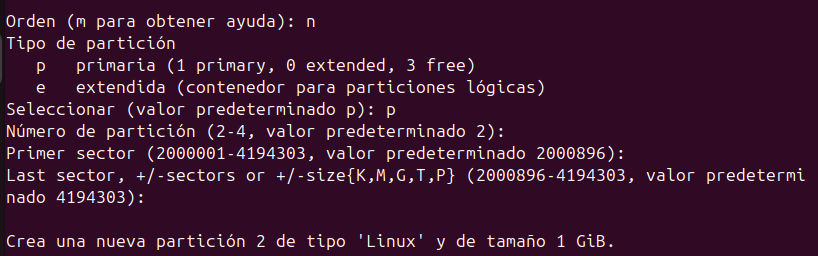 Orden (m para obtener ayuda): n
Tipo de partición
   p   primaria (1 primary, 0 extended, 3 free)
   e   extendida (contenedor para particiones lógicas)
Seleccionar (valor predeterminado p): p
Número de partición (2-4, valor predeterminado 2):
Primer sector (2000001-4194303, valor predeterminado 2000896):
Last sector, +/-sectors or +/-size{K,M,G,T,P} (2000896-4194303, valor predetermi
nado 4194303):

Crea una nueva partición 2 de tipo 'Linux' y de tamaño 1 GiB.